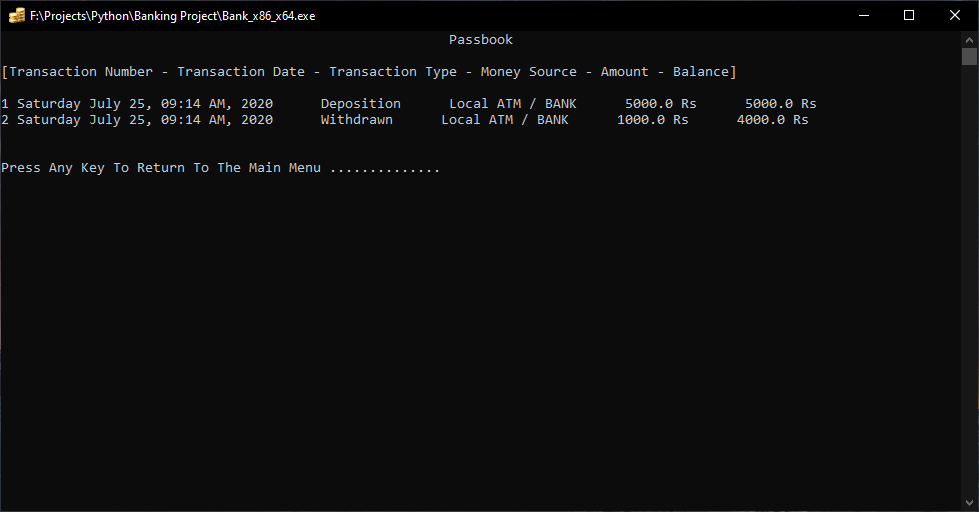 F:\Projects\Python\Banking Project\Bank_x86_x64.exe
Passbook
[Transaction Number - Transaction Date - Transaction Type - Money Source - Amount - Balance]
1 Saturday July 25, 09:14 AM, 2020      Deposition      Local ATM / BANK      5000.0 Rs      5000.0 Rs
2 Saturday July 25, 09:14 AM, 2020      Withdrawn      Local ATM / BANK      1000.0 Rs      4000.0 Rs
Press Any Key To Return To The Main Menu ..............